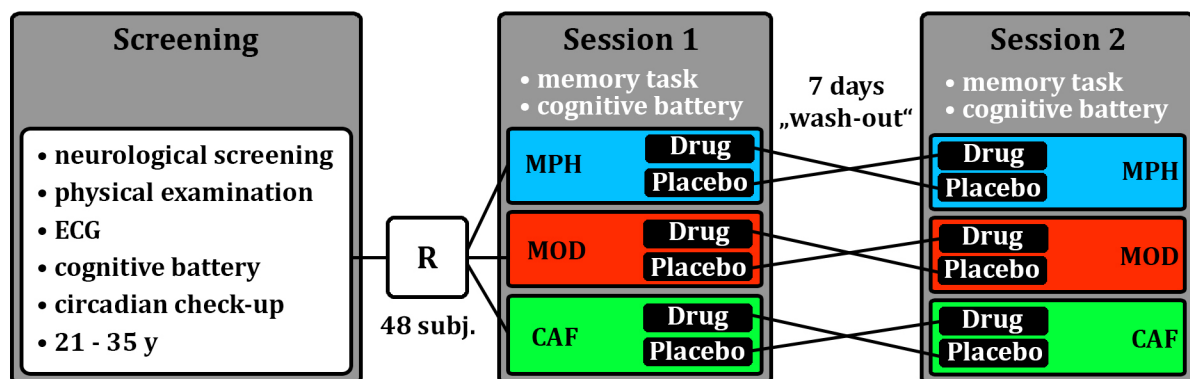 Screening
• neurological screening
• physical examination
• ECG
• cognitive battery
• circadian check-up
• 21 - 35 y
R
48 subj.
Session 1
• memory task
• cognitive battery
MPH
Drug
Placebo
MOD
Drug
Placebo
CAF
Drug
Placebo
7 days
„wash-out“
Session 2
• memory task
• cognitive battery
Drug
Placebo
MPH
Drug
Placebo
MOD
Drug
Placebo
CAF